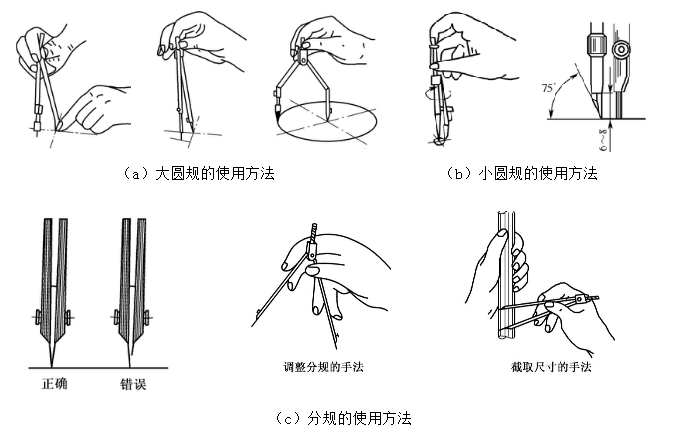 75°
6~8
(a)大圆规的使用方法
(b)小圆规的使用方法
正确
错误
调整分规的手法
截取尺寸的手法
(c)分规的使用方法